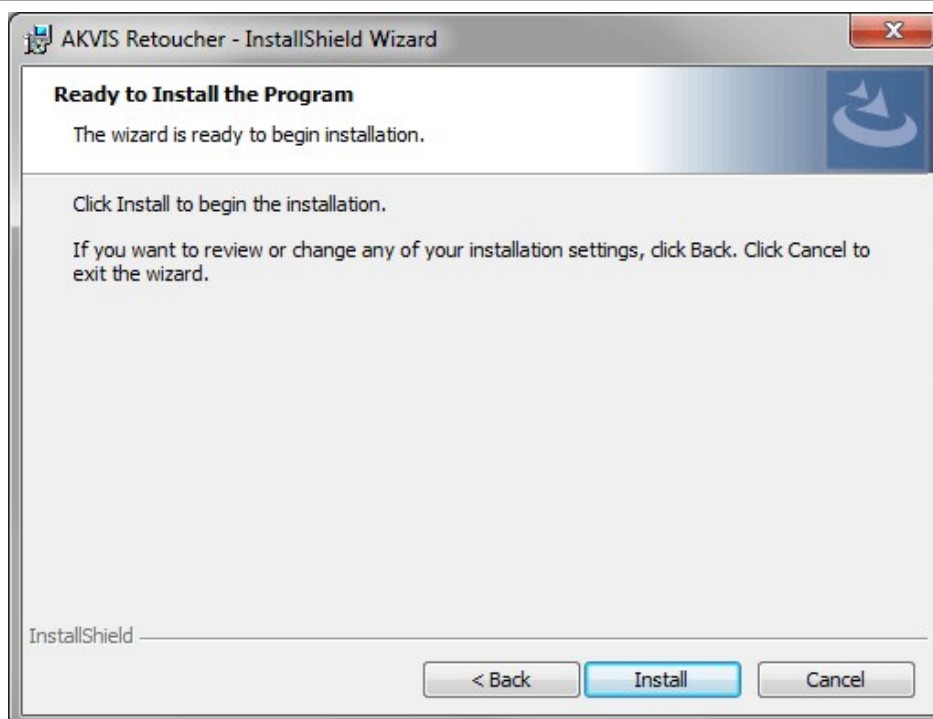 AKVIS Retoucher - InstallShield Wizard
Ready to Install the Program
The wizard is ready to begin installation.
Click Install to begin the installation.
If you want to review or change any of your installation settings, click Back. Click Cancel to
exit the wizard.
InstallShield
< Back Install Cancel